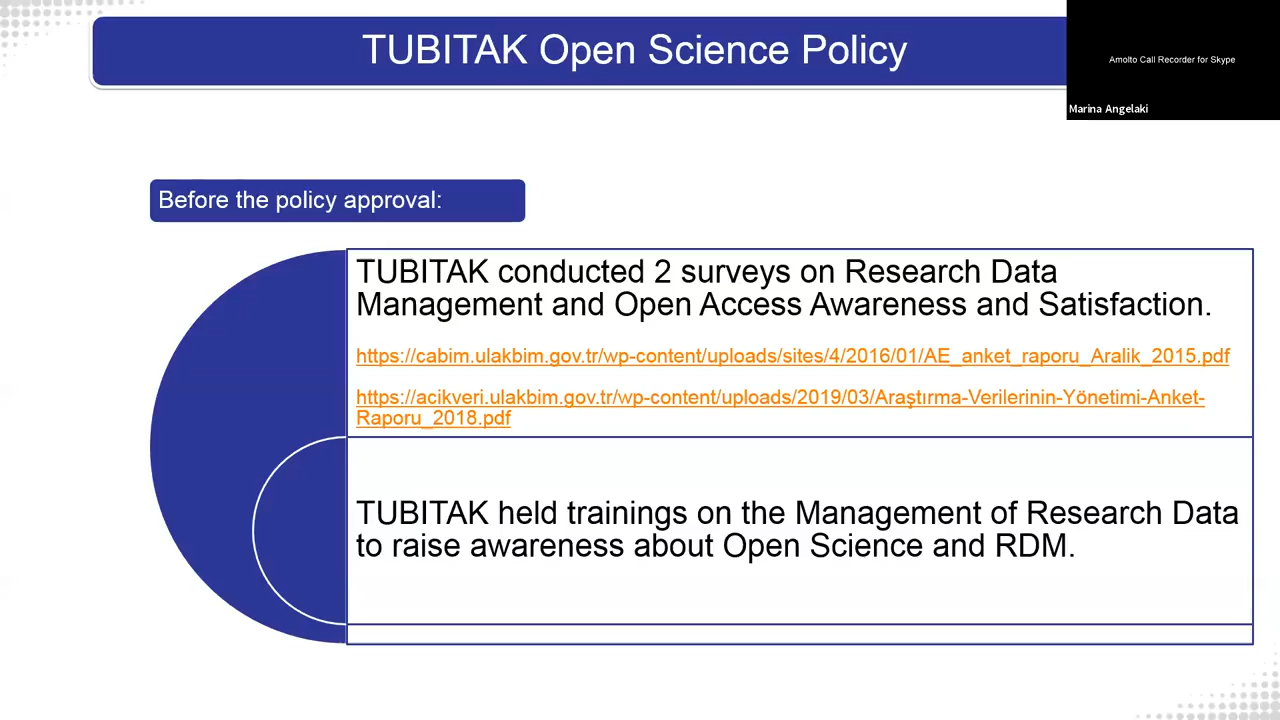 TUBITAK Open Science Policy
Amolto Call Recorder for Skype
Marina Angelaki
Before the policy approval:
TUBITAK conducted 2 surveys on Research Data
Management and Open Access Awareness and Satisfaction.
https://cabim.ulakbim.gov.tr/wp-content/uploads/sites/4/2016/01/AE_anket_raporu_Aralik_2015.pdf
https://acikveri.ulakbim.gov.tr/wp-content/uploads/2019/03/Araştırma-Verilerinin-Yönetimi-Anket-
Raporu_2018.pdf
TUBITAK held trainings on the Management of Research Data
to raise awareness about Open Science and RDM.